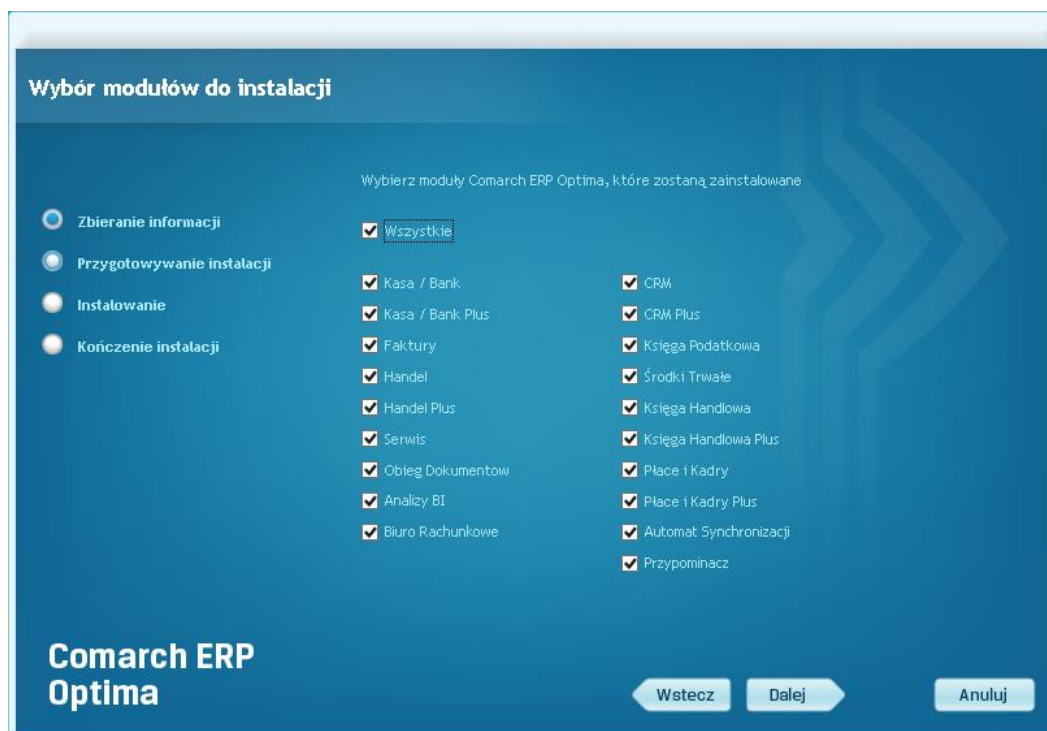 Wybór modułów do instalacji
Wybierz moduły Comarch ERP Optima, które zostaną zainstalowane
Zbieranie informacji
Przygotowywanie instalacji
Instalowanie
Kończenie instalacji
Wszystkie
Kasa / Bank
Kasa / Bank Plus
Faktury
Handel
Handel Plus
Serwis
Obieg Dokumentow
Analizy BI
Biuro Rachunkowe
CRM
CRM Plus
Księga Podatkowa
Środki Trwałe
Księga Handlowa
Księga Handlowa Plus
Płace i Kadry
Płace i Kadry Plus
Automat Synchronizacji
Przypominacz
Comarch ERP
Optima
Wstecz
Dalej
Anuluj